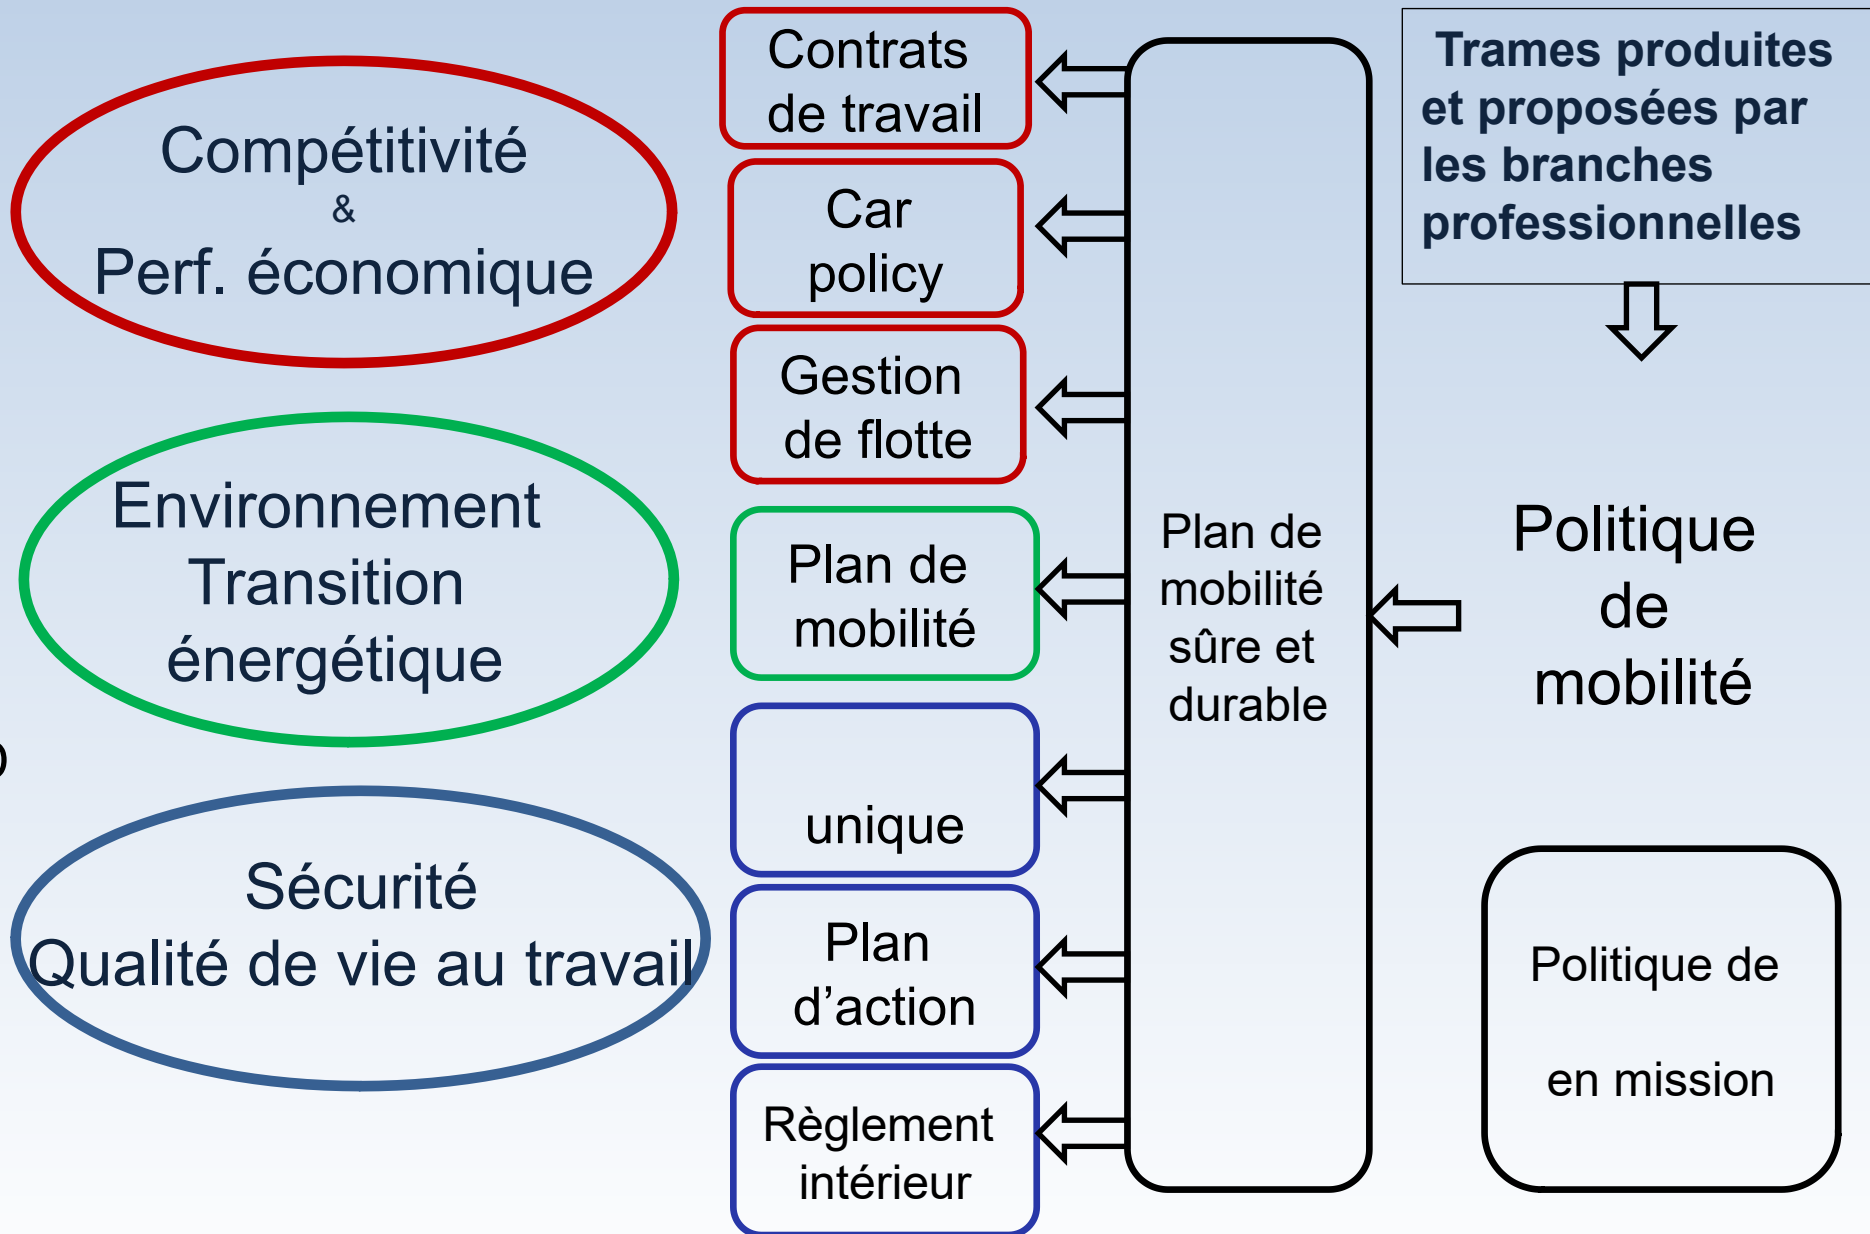 Compétitivité
&
Perf. économique
Environnement
Transition
énergétique
Sécurité
Qualité de vie au travail
Contrats
de travail
Car
policy
Gestion
de flotte
Plan de
mobilité
unique
Plan
d’action
Règlement
intérieur
Plan de
mobilité
sûre et
durable
Trames produites
et proposées par
les branches
professionnelles
Politique
de
mobilité
Politique de
en mission